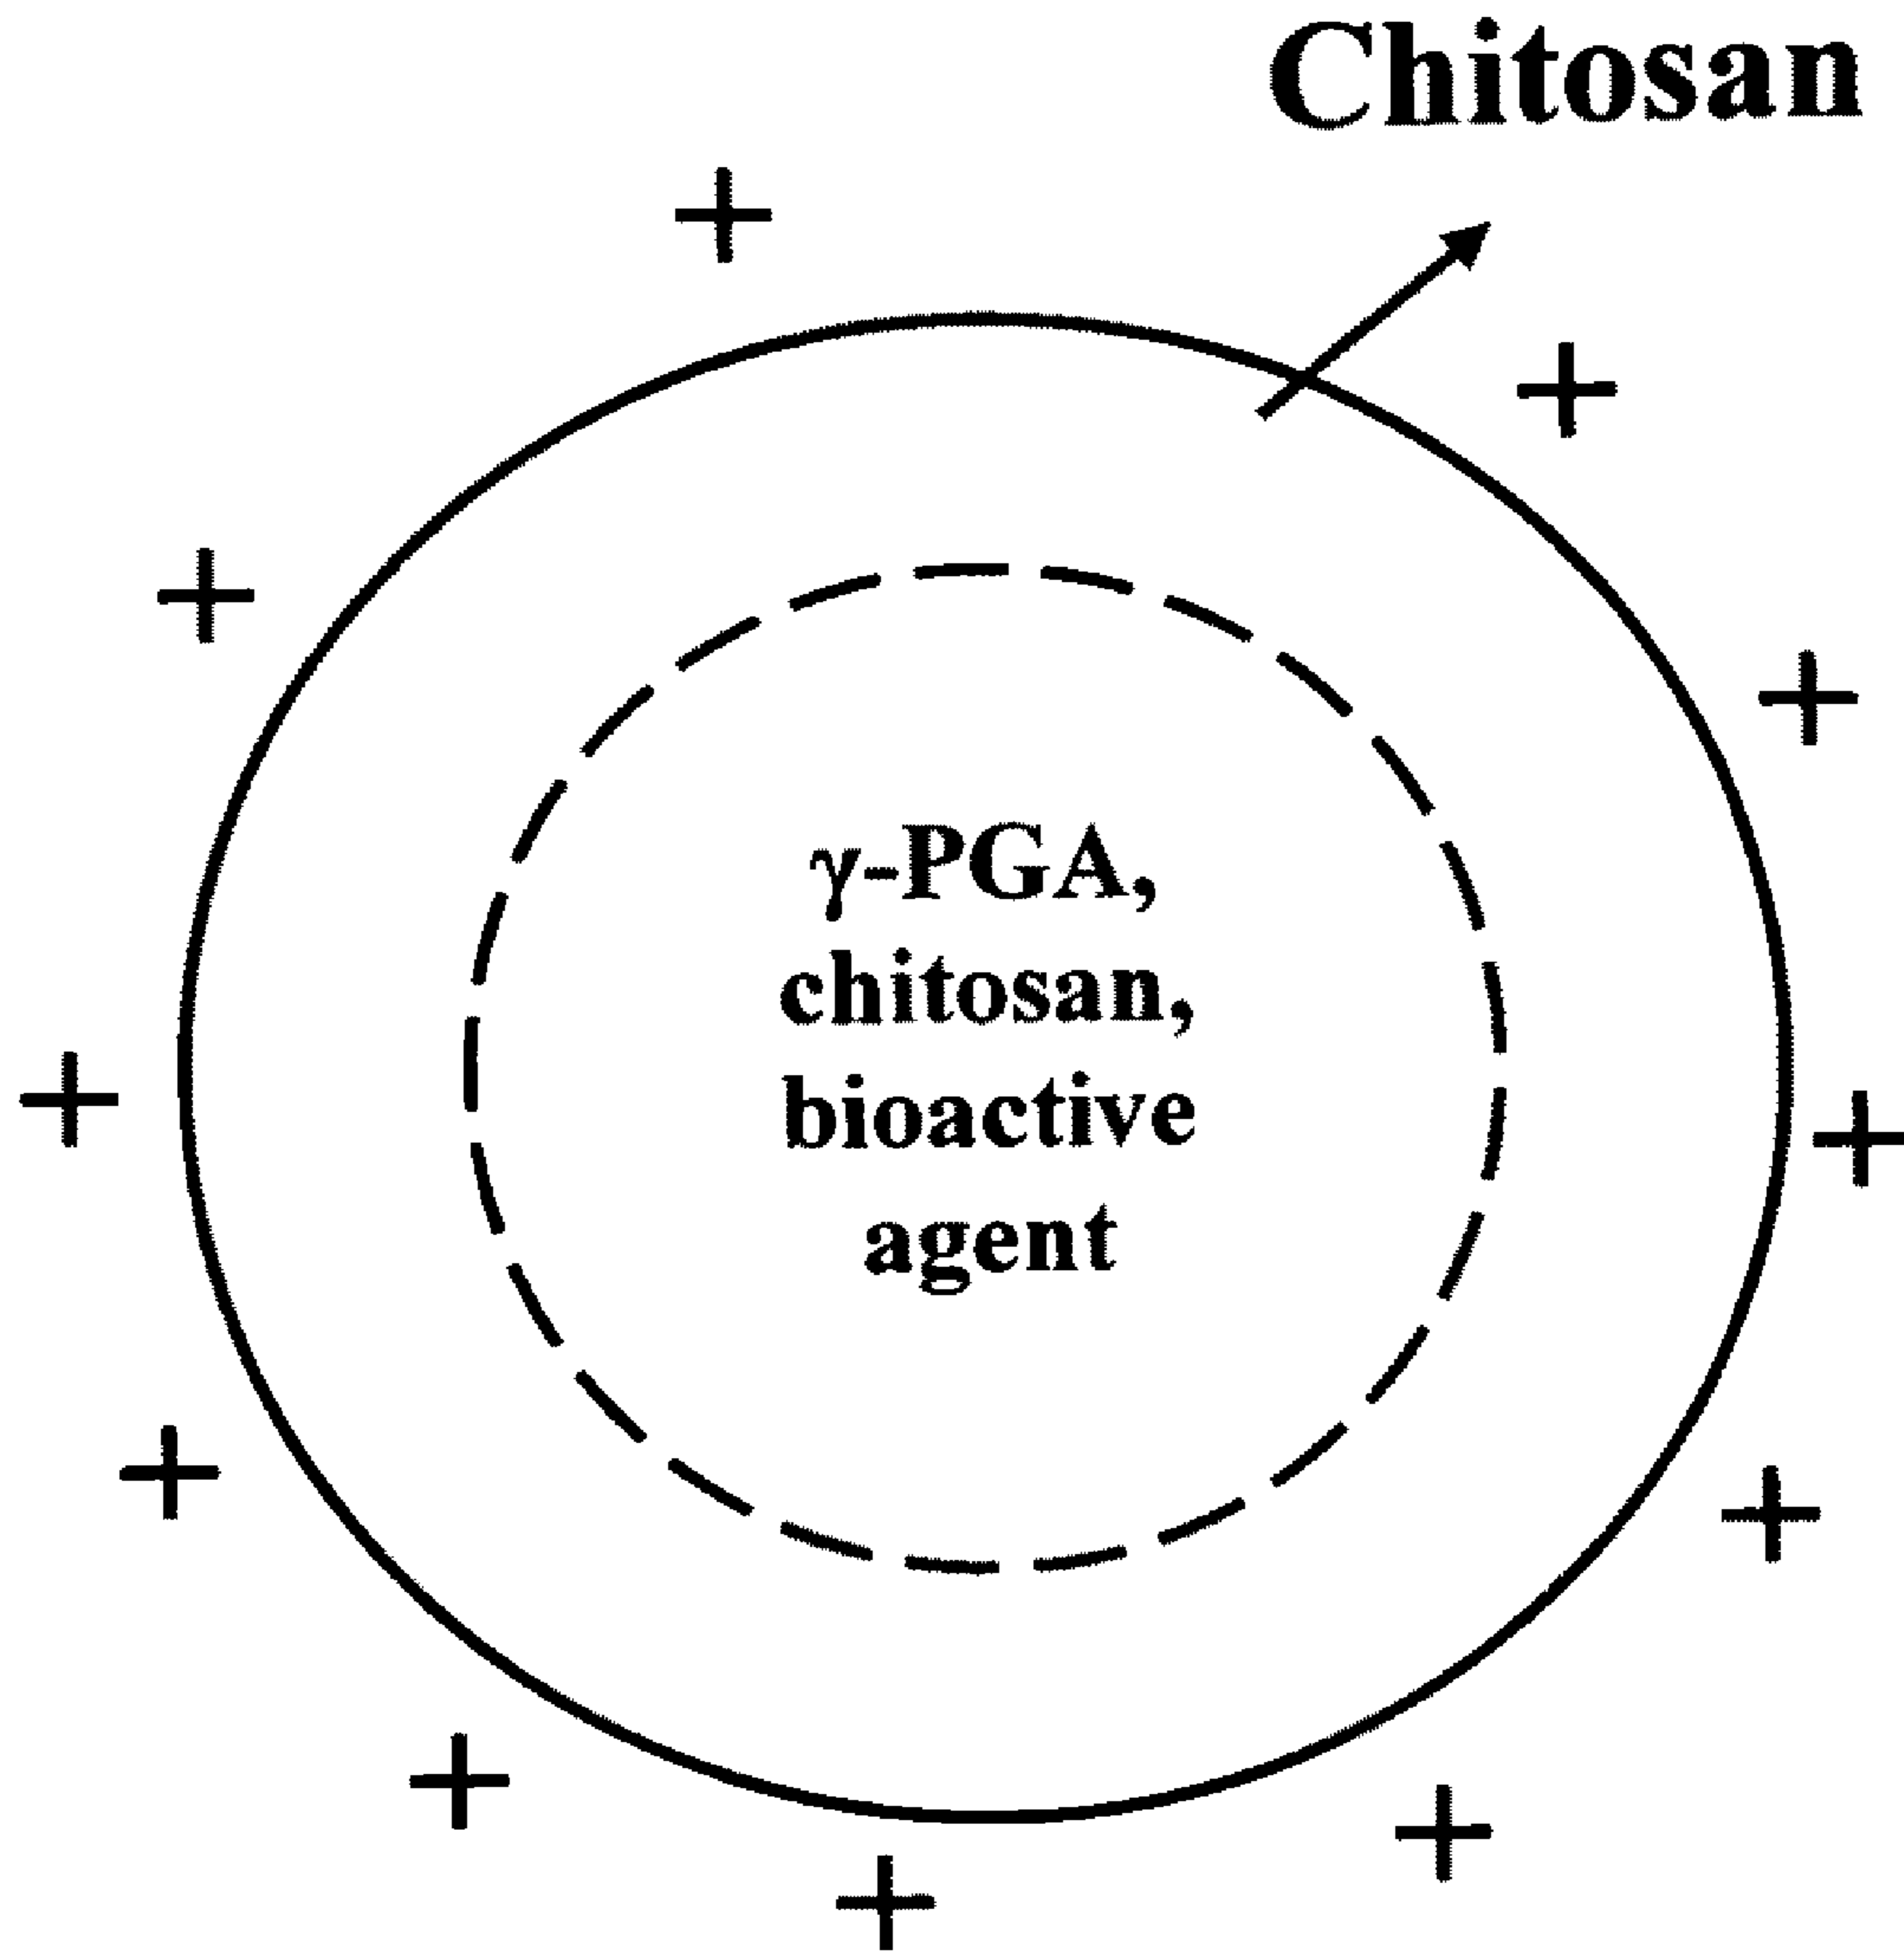 Chitosan
γ-PGA,
chitosan,
bioactive
agent